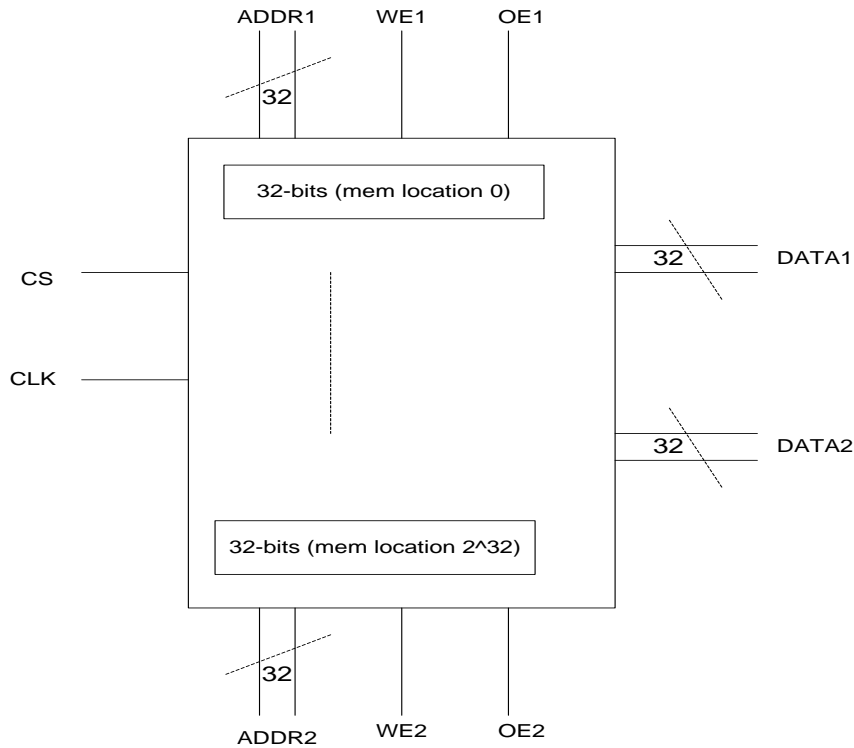 ADDR1
WE1
OE1
32
32-bits (mem location 0)
32
DATA1
CS
CLK
32
DATA2
32-bits (mem location 2^32)
32
ADDR2
WE2
OE2